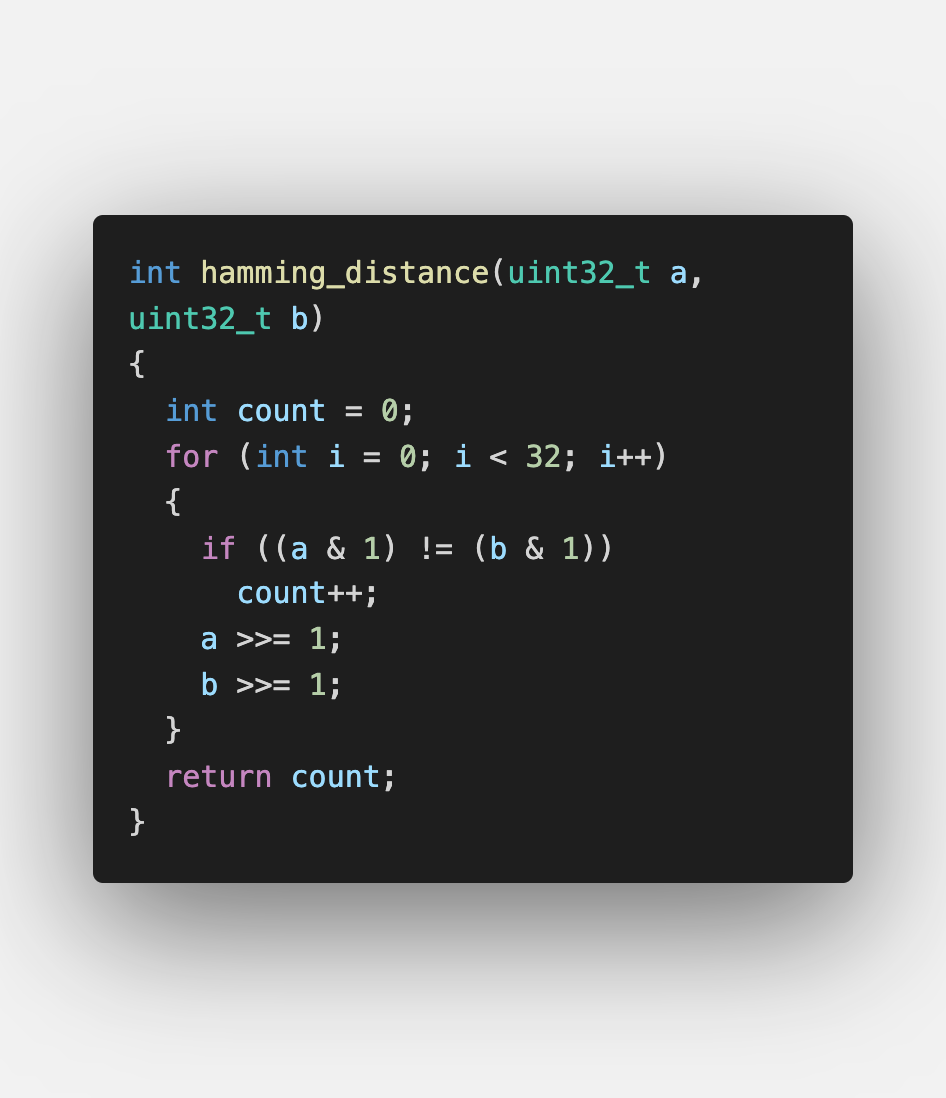 int hamming_distance(uint32_t a,
uint32_t b)
{
  int count = 0;
  for (int i = 0; i < 32; i++)
  {
    if ((a & 1) != (b & 1))
      count++;
    a >>= 1;
    b >>= 1;
  }
  return count;
}